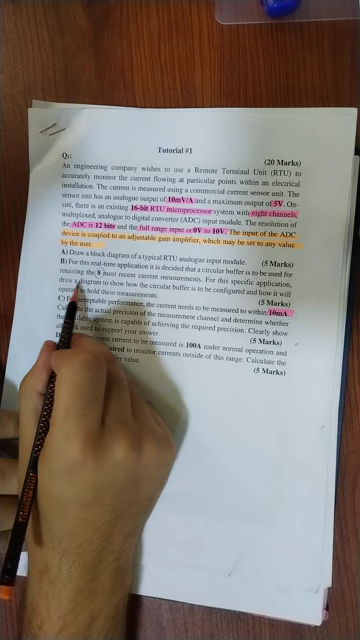 Tutorial #1
Q1: (20 Marks)
An engineering company wishes to use a Remote Terminal Unit (RTU) to
accurately monitor the current flowing at particular points within an electrical
installation. The current is measured using a commercial current sensor unit. The
sensor unit has an analogue output of 10mV/A and a maximum output of 5V. On-
site, there is an existing 16-bit RTU microprocessor system with eight channels,
multiplexed, analogue to digital converter (ADC) input module. The resolution of
the ADC is 12 bits and the full range input is 0V to 10V. The input of the ADC
device is coupled to an adjustable gain amplifier, which may be set to any value
by the user.
A) Draw a block diagram of a typical RTU analogue input module. (5 Marks)
B) For this real-time application it is decided that a circular buffer is to be used for
retaining the 8 most recent current measurements. For this specific application,
draw a diagram to show how the circular buffer is to be configured and how it will
operate to hold these measurements. (5 Marks)
C) For acceptable performance, the current needs to be measured to within 10mA.
the actual precision of the measurement channel and determine whether
available system is capable of achieving the required precision. Clearly show
used to support your answer. (5 Marks)
current to be measured is 100A under normal operation and
to monitor currents outside of this range. Calculate the
value. (5 Marks)